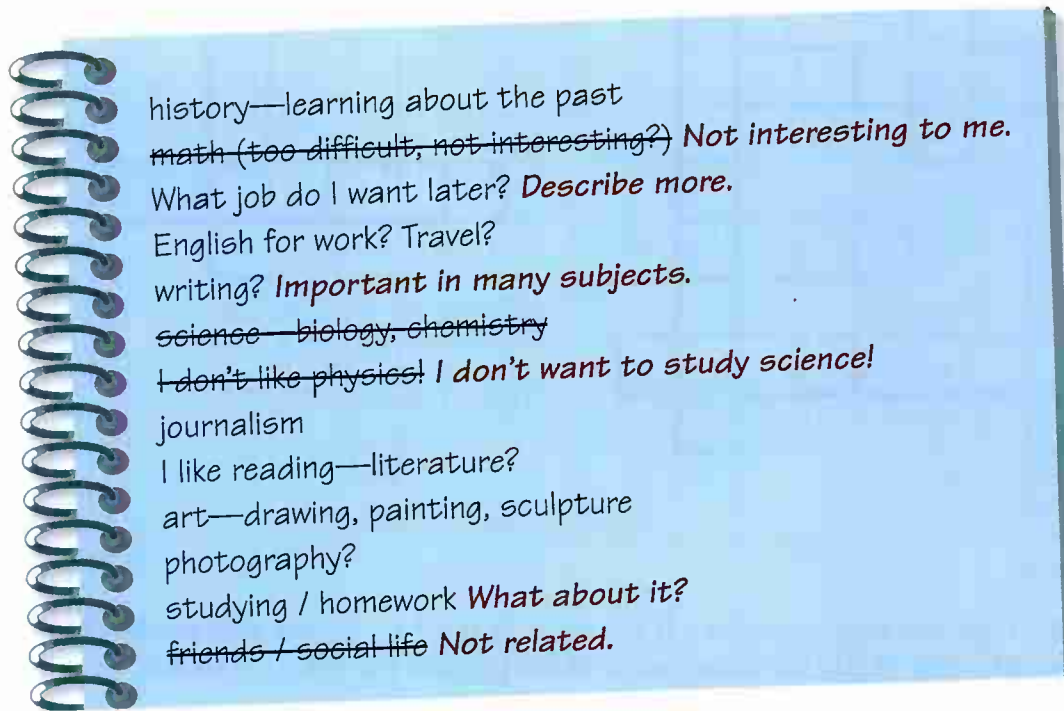 history—learning about the past
math (too difficult, not interesting?) Not interesting to me.
What job do I want later? Describe more.
English for work? Travel?
writing? Important in many subjects.
science—biology, chemistry
I don't like physics! I don't want to study science!
journalism
I like reading—literature?
art—drawing, painting, sculpture
photography?
studying / homework What about it?
friends / social life Not related.